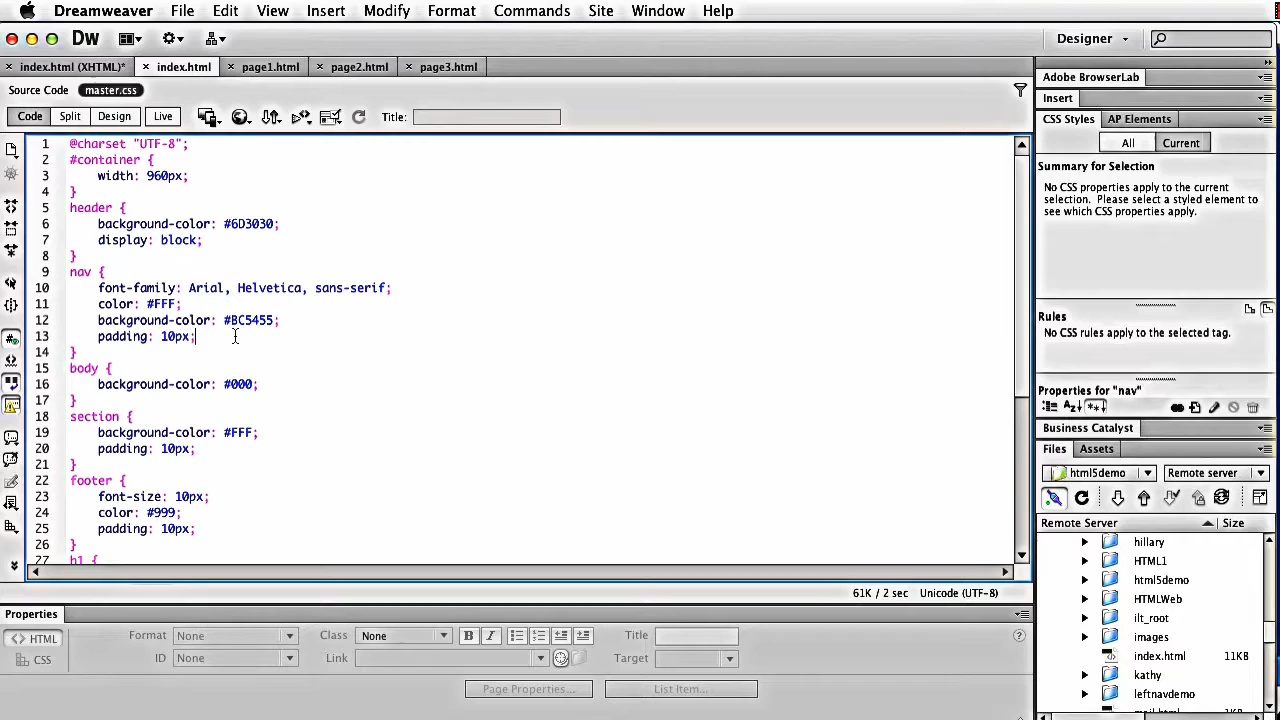 Dreamweaver File Edit View Insert Modify Format Commands Site Window Help
Dw Designer
index.html (XHTML)* index.html page1.html page2.html page3.html
Source Code master.css
Code Split Design Live Title:
1 @charset "UTF-8";
2 #container {
3 width: 960px;
4 }
5 header {
6 background-color: #6D3030;
7 display: block;
8 }
9 nav {
10 font-family: Arial, Helvetica, sans-serif;
11 color: #FFF;
12 background-color: #BC5455;
13 padding: 10px;
14 }
15 body {
16 background-color: #000;
17 }
18 section {
19 background-color: #FFF;
20 padding: 10px;
21 }
22 footer {
23 font-size: 10px;
24 color: #999;
25 padding: 10px;
26 }
27 h1 {
61K / 2 sec Unicode (UTF-8)
Properties
HTML Format None Class None B I Title
CSS ID None Link Target
Page Properties... List Item...
Adobe BrowserLab
Insert
CSS Styles AP Elements
All Current
Summary for Selection
No CSS properties apply to the current
selection. Please select a styled element to
see which CSS properties apply.
Rules
No CSS rules apply to the selected tag.
Properties for "nav"
Business Catalyst
Files Assets
html5demo Remote server
Remote Server Size
hillary
HTML1
html5demo
HTMLWeb
ilt_root
images
index.html 11KB
kathy
leftnavdemo
mail.html 1KB